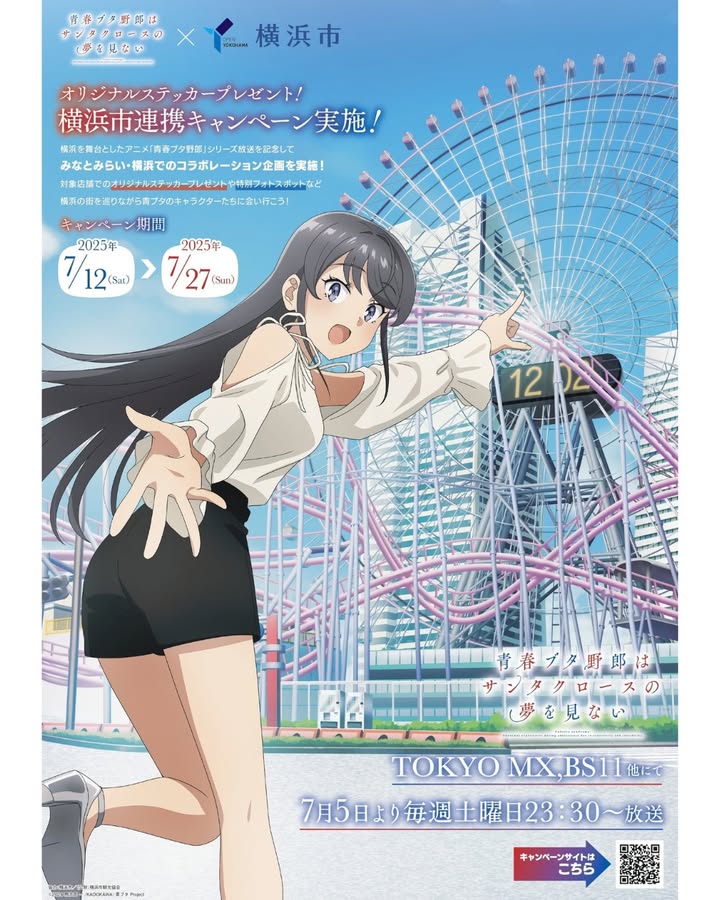 青春ブタ野郎は
サンタクロースの
夢を見ない
×
OPEN
YOKOHAMA
横浜市
オリジナルステッカープレゼント!
横浜市連携キャンペーン実施!
横浜を舞台としたアニメ「青春ブタ野郎」シリーズ放送を記念して
みなとみらい・横浜でのコラボレーション企画を実施!
対象店舗でのオリジナルステッカープレゼントや特別フォトスポットなど
横浜の街を巡りながら青ブタのキャラクターたちに会い行こう!
キャンペーン期間
2025年
7/12(Sat)
2025年
7/27(Sun)
12:02
青春ブタ野郎は
サンタクロースの
夢を見ない
TOKYO MX,BS11他にて
7月5日より毎週土曜日23:30〜放送
キャンペーンサイトは
こちら